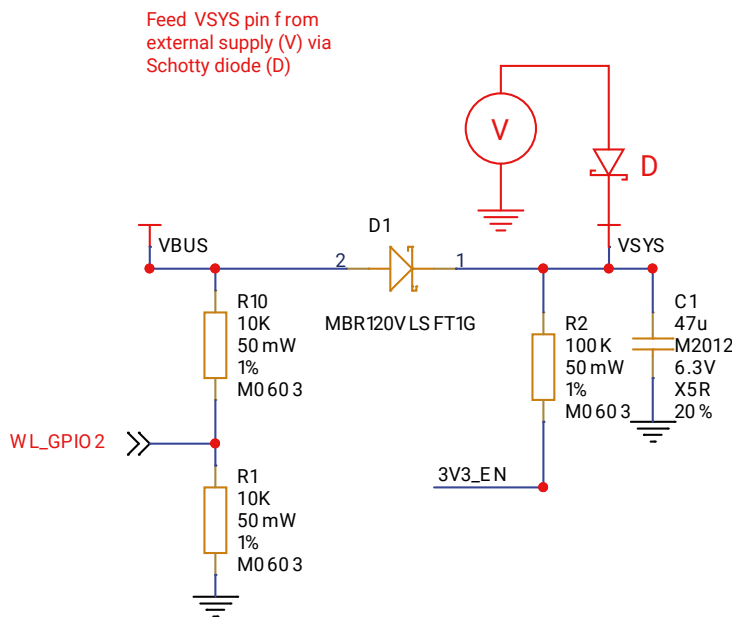 Feed VSYS pin from
external supply (V) via
Schotty diode (D)
V
D
D1
VBUS
VSYS
2
1
MBR120VLSFT1G
R10
10K
50mW
1%
M0603
R2
100K
50mW
1%
M0603
C1
47u
M2012
6.3V
X5R
20%
WL_GPIO2
3V3_EN
R1
10K
50mW
1%
M0603